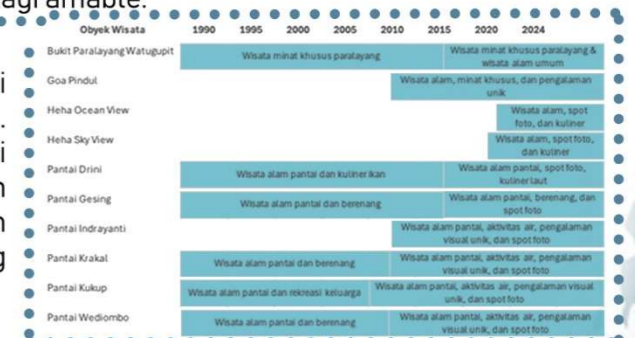 agramable.
i
.
i
n
n
g
Obyek Wisata 1990 1995 2000 2005 2010 2015 2020 2024
Bukit Paralayang Watugupit
Wisata minat khusus paralayang
Wisata minat khusus paralayang &
wisata alam umum
Goa Pindul
Wisata alam, minat khusus, dan pengalaman
unik
Heha Ocean View
Wisata alam, spot
foto, dan kuliner
Heha Sky View
Wisata alam, spot foto,
dan kuliner
Pantai Drini
Wisata alam pantai dan kuliner ikan
Wisata alam pantai, spot foto,
kuliner laut
Pantai Gesing
Wisata alam pantai dan berenang
Wisata alam pantai, berenang, dan
spot foto
Pantai Indrayanti
Wisata alam pantai, aktivitas air, pengalaman
visual unik, dan spot foto
Pantai Krakal
Wisata alam pantai dan berenang
Wisata alam pantai, aktivitas air, pengalaman
visual unik, dan spot foto
Pantai Kukup
Wisata alam pantai dan rekreasi keluarga
Wisata alam pantai, aktivitas air, pengalaman visual
unik, dan spot foto
Pantai Wediombo
Wisata alam pantai dan berenang
Wisata alam pantai, aktivitas air, pengalaman
visual unik, dan spot foto